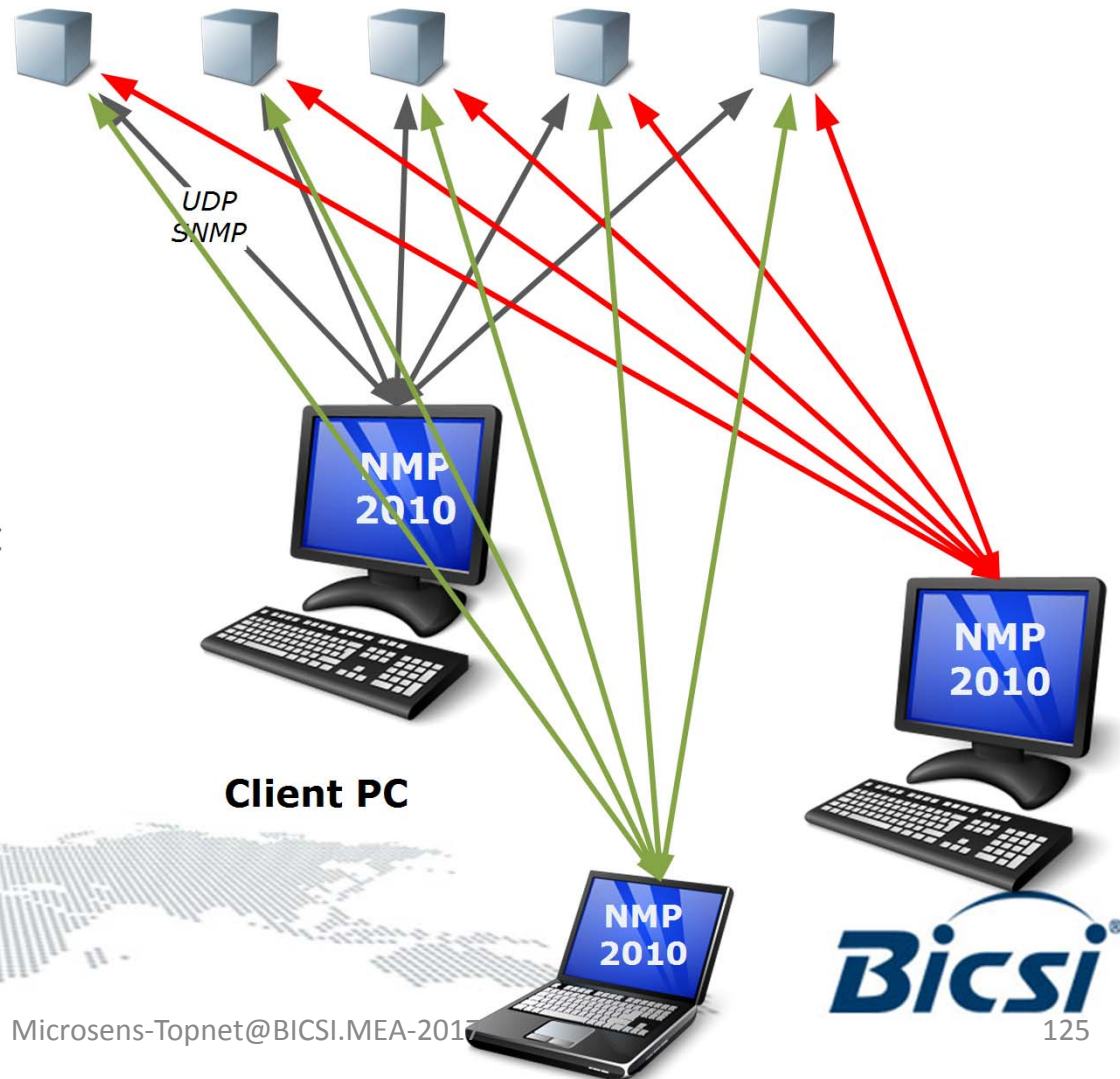 UDP
SNMP
NMP
2010
NMP
2010
Client PC
NMP
2010
Bicsi®
Microsens-Topnet@BICSI.MEA-2017
125